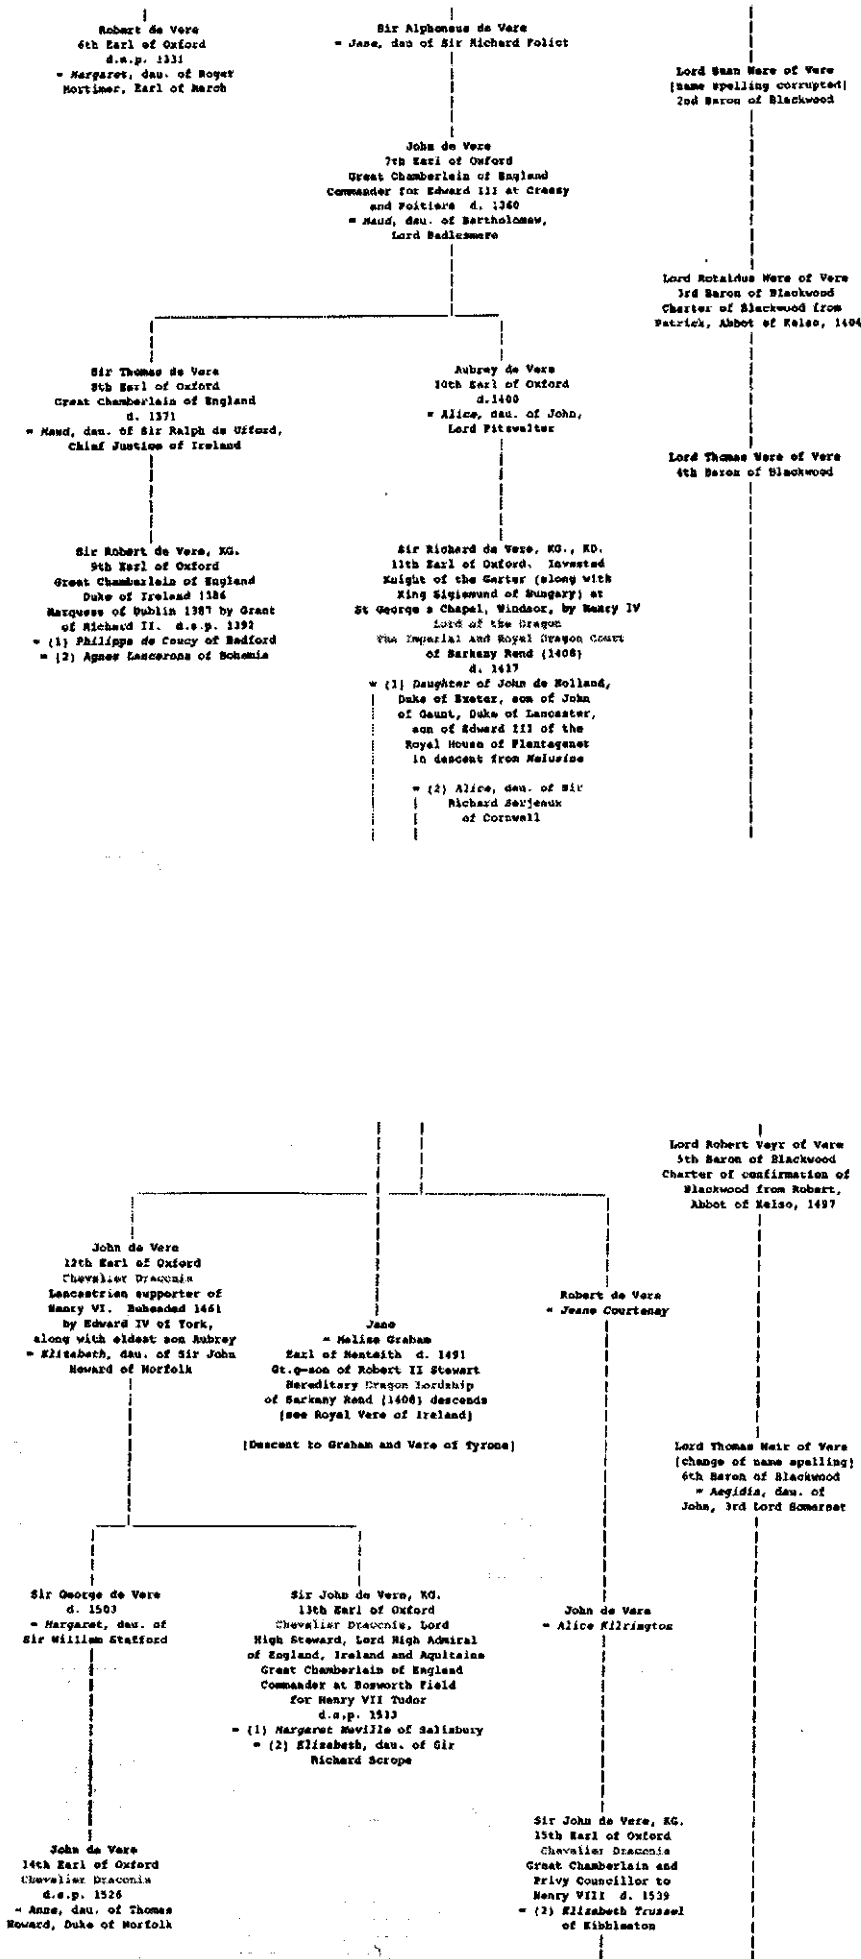 Robert de Vere
6th Earl of Oxford
d.s.p. 1331
= Margaret, dau. of Roger
Mortimer, Earl of March
Sir Alphonsus de Vere
= Jane, dau of Sir Richard Foliot
Lord Were of Vere
[name spelling corrupted]
2nd Baron of Blackwood
John de Vere
7th Earl of Oxford
Great Chamberlain of England
Commander for Edward III at Cressy
and Poitiers d. 1360
= Maud, dau. of Bartholomew,
Lord Badlesmere
Lord Rotaldus Were of Vere
3rd Baron of Blackwood
Charter of Blackwood from
Patrick, Abbot of Kelso, 1404
Sir Thomas de Vere
8th Earl of Oxford
Great Chamberlain of England
d. 1371
= Maud, dau. of Sir Ralph de Ufford,
Chief Justice of Ireland
Aubrey de Vere
10th Earl of Oxford
d.1400
= Alice, dau. of John,
Lord Fitzwalter
Lord Thomas Were of Vere
4th Baron of Blackwood
Sir Robert de Vere, KG.
9th Earl of Oxford
Great Chamberlain of England
Duke of Ireland 1386
Marquess of Dublin 1387 by Grant
of Richard II. d.s.p. 1392
= (1) Philippa de Coucy of Bedford
= (2) Agnes Lancerona of Bohemia
Sir Richard de Vere, KG., KD.
11th Earl of Oxford. Invested
Knight of the Garter (along with
King Sigismund of Hungary) at
St George s Chapel, Windsor, by Henry IV
Lord of the Dragon
The Imperial and Royal Dragon Court
of Sarkany Rend (1408)
d. 1417
= (1) Daughter of John de Holland,
Duke of Exeter, son of John
of Gaunt, Duke of Lancaster,
son of Edward III of the
Royal House of Plantagenet
in descent from Melusine
= (2) Alice, dau. of Sir
Richard Serjeaux
of Cornwall
Lord Robert Veyr of Vere
5th Baron of Blackwood
Charter of confirmation of
Blackwood from Robert,
Abbot of Kelso, 1497
John de Vere
12th Earl of Oxford
Chevalier Draconis
Lancastrian supporter of
Henry VI. Beheaded 1461
by Edward IV of York,
along with eldest son Aubrey
= Elizabeth, dau. of Sir John
Howard of Norfolk
Jane
= Malise Graham
Earl of Menteith d. 1491
Gt.g-son of Robert II Stewart
Hereditary Dragon Lordship
of Sarkany Rend (1408) descends
[see Royal Vere of Ireland]
[Descent to Graham and Vere of Tyrone]
Robert de Vere
= Joane Courtenay
Lord Thomas Weir of Vere
[change of name spelling]
6th Baron of Blackwood
= Aegidia, dau. of
John, 3rd Lord Somerset
Sir George de Vere
d. 1503
= Margaret, dau. of
Sir William Stafford
Sir John de Vere, KG.
13th Earl of Oxford
Chevalier Draconis, Lord
High Steward, Lord High Admiral
of England, Ireland and Aquitaine
Great Chamberlain of England
Commander at Bosworth Field
for Henry VII Tudor
d.s.p. 1513
= (1) Margaret Neville of Salisbury
= (2) Elizabeth, dau. of Sir
Richard Scrope
John de Vere
= Alice Kilrington
John de Vere
14th Earl of Oxford
Chevalier Draconis
d.s.p. 1526
= Anne, dau. of Thomas
Howard, Duke of Norfolk
Sir John de Vere, KG.
15th Earl of Oxford
Chevalier Draconis
Great Chamberlain and
Privy Councillor to
Henry VIII d. 1539
= (2) Elizabeth Trussel
of Kibbleston